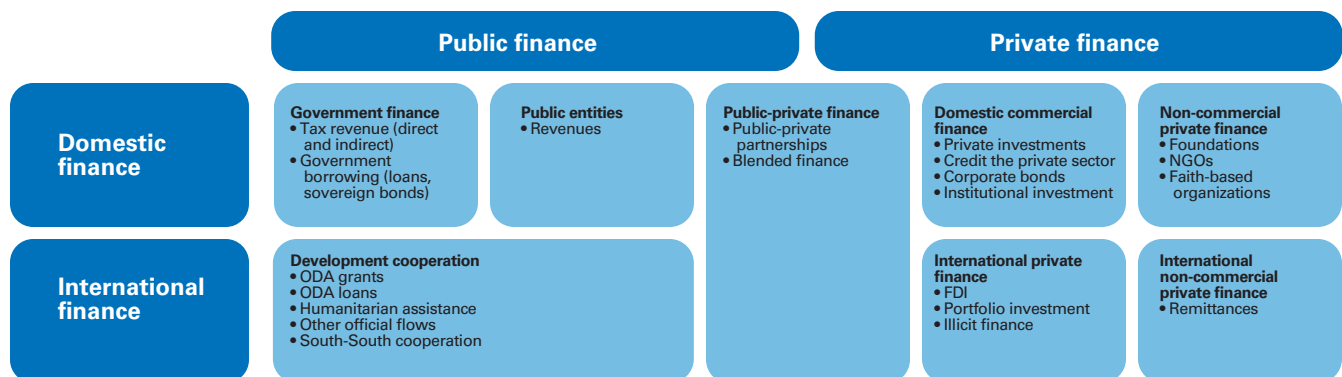 Public finance
Private finance
Domestic
finance
Government finance
• Tax revenue (direct
and indirect)
• Government
borrowing (loans,
sovereign bonds)
Public entities
• Revenues
Public-private finance
• Public-private
partnerships
• Blended finance
Domestic commercial
finance
• Private investments
• Credit the private sector
• Corporate bonds
• Institutional investment
Non-commercial
private finance
• Foundations
• NGOs
• Faith-based
organizations
International
finance
Development cooperation
• ODA grants
• ODA loans
• Humanitarian assistance
• Other official flows
• South-South cooperation
International private
finance
• FDI
• Portfolio investment
• Illicit finance
International
non-commercial
private finance
• Remittances